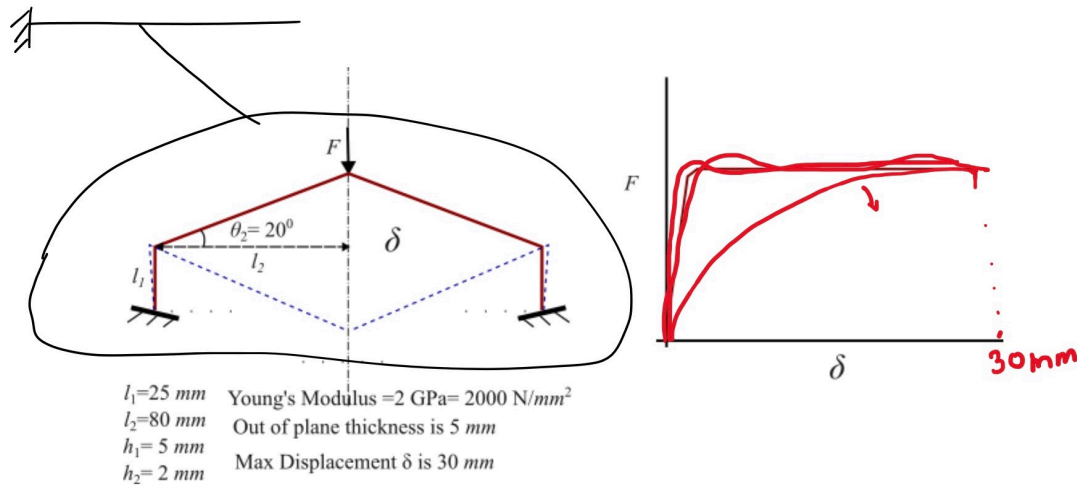 F
θ₂= 20⁰
l₂
δ
l₁
F
δ
30mm
l₁=25 mm
l₂=80 mm
h₁= 5 mm
h₂= 2 mm
Young's Modulus =2 GPa= 2000 N/mm²
Out of plane thickness is 5 mm
Max Displacement δ is 30 mm